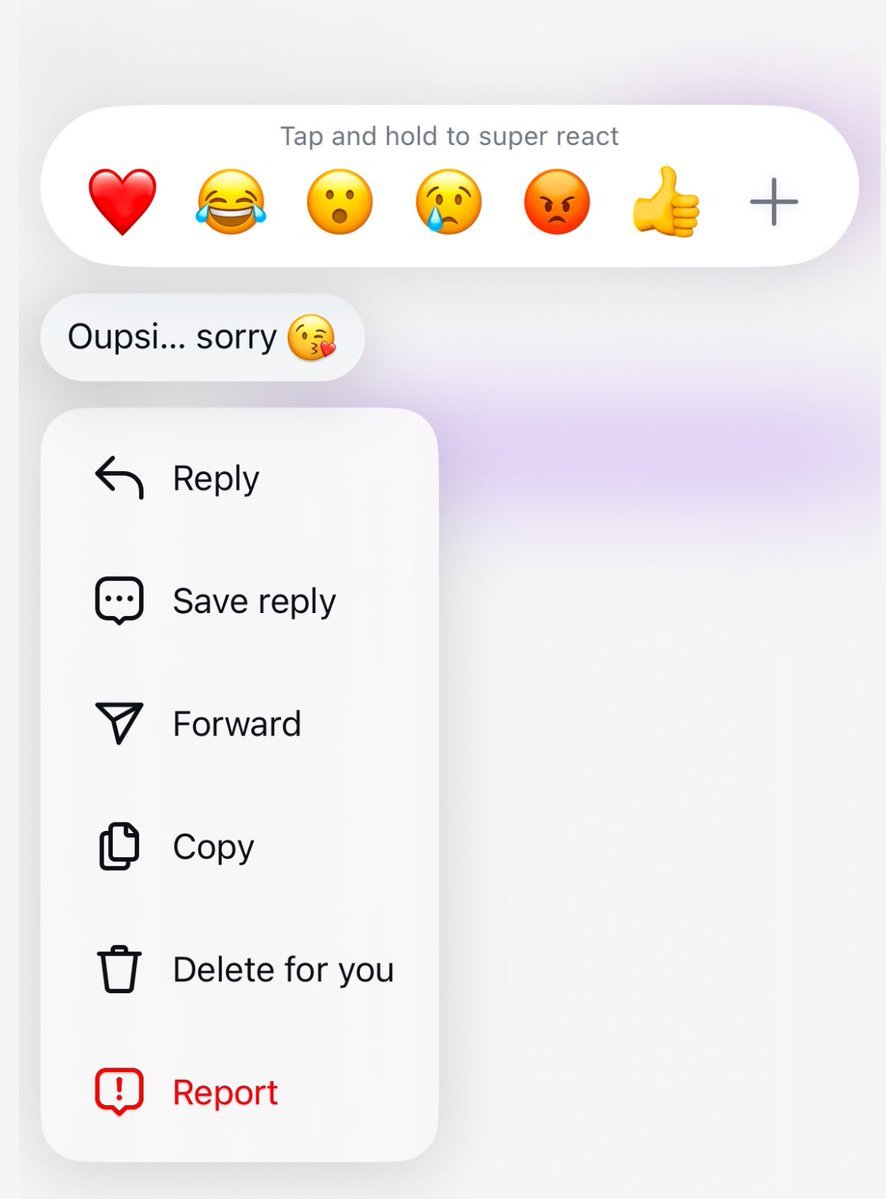 Tap and hold to super react
❤️ 😂 😮 😢 😡 👍 +
Oupsi... sorry 😘
Reply
Save reply
Forward
Copy
Delete for you
Report